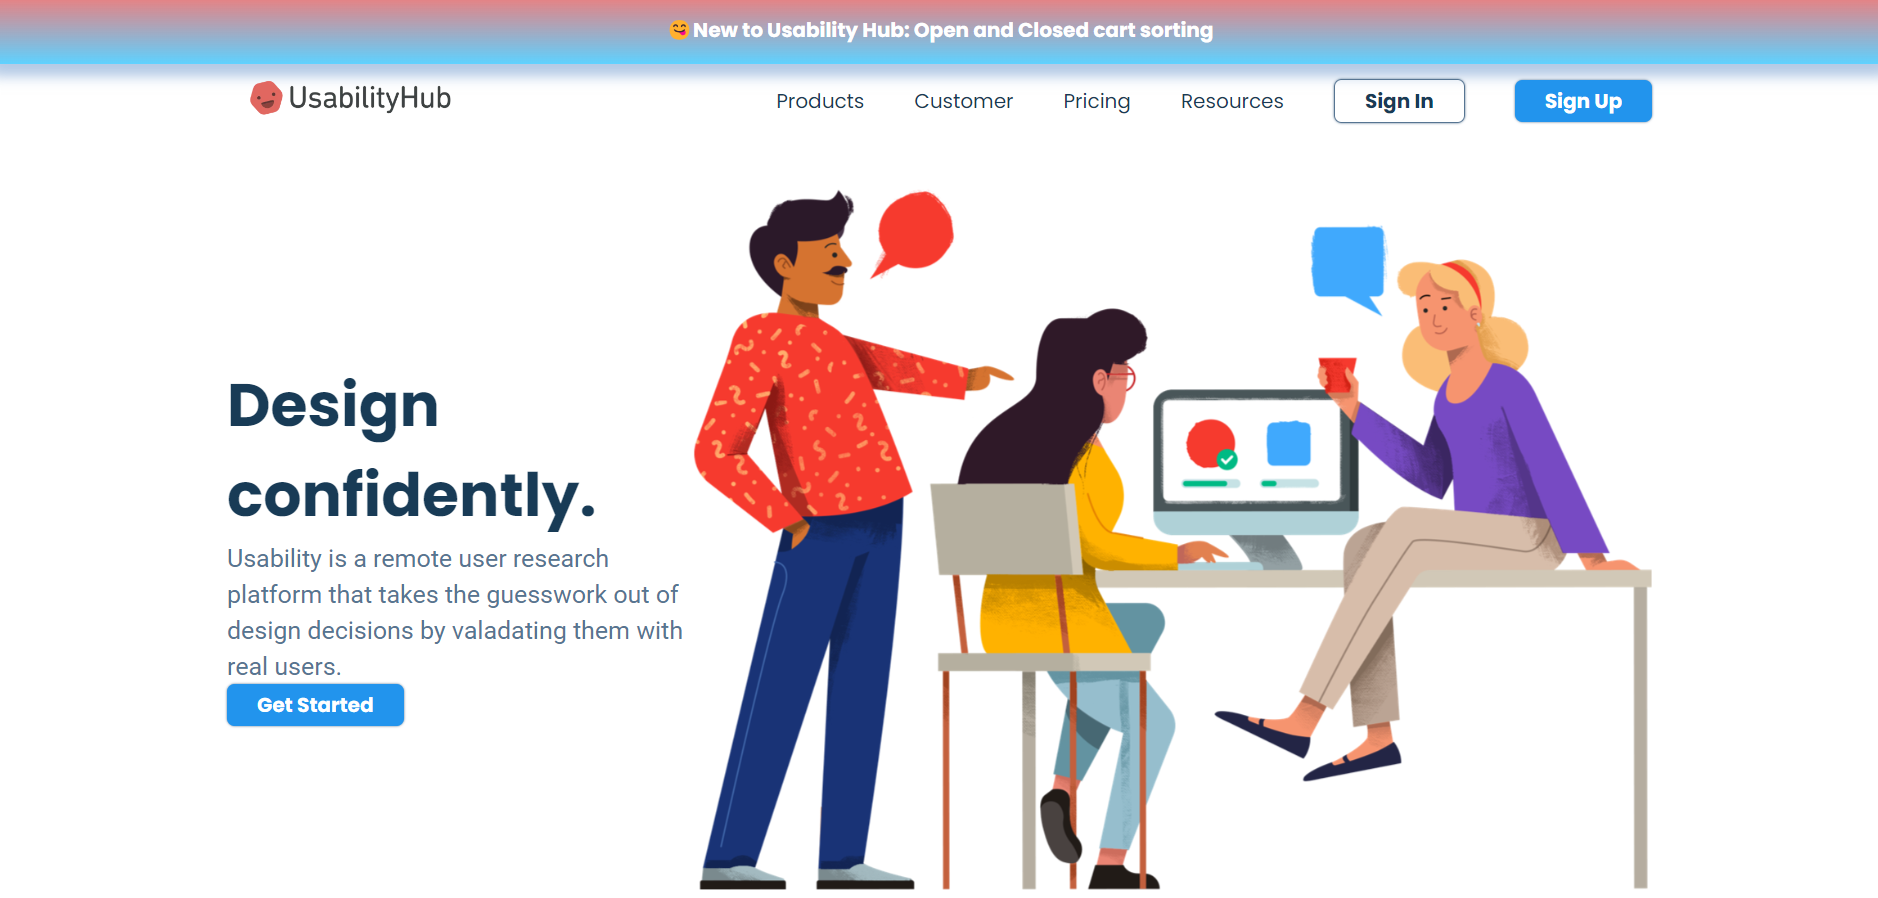 😋 New to Usability Hub: Open and Closed cart sorting
UsabilityHub
Products Customer Pricing Resources Sign In Sign Up
Design
confidently.
Usability is a remote user research
platform that takes the guesswork out of
design decisions by valadating them with
real users.
Get Started